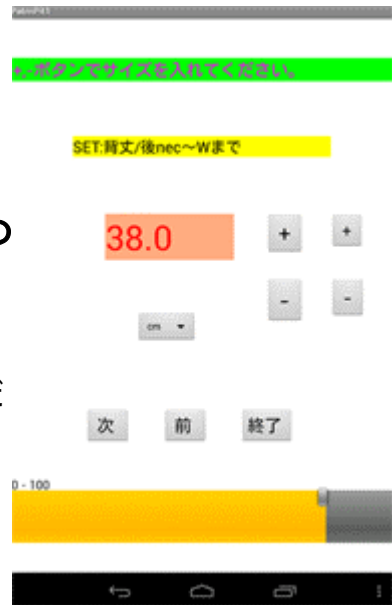 +,-ボタンでサイズを入れてください。
SET:背丈/後nec～Wまで
38.0
+
+
-
-
cm
次
前
終了
0 - 100